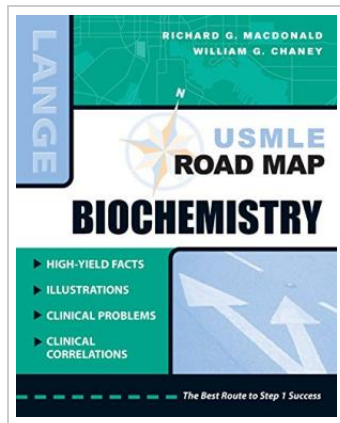 RICHARD G. MACDONALD
WILLIAM G. CHANEY
LANGE
N
USMLE
ROAD MAP
BIOCHEMISTRY
▶ HIGH-YIELD FACTS
▶ ILLUSTRATIONS
▶ CLINICAL PROBLEMS
▶ CLINICAL
CORRELATIONS
The Best Route to Step 1 Success